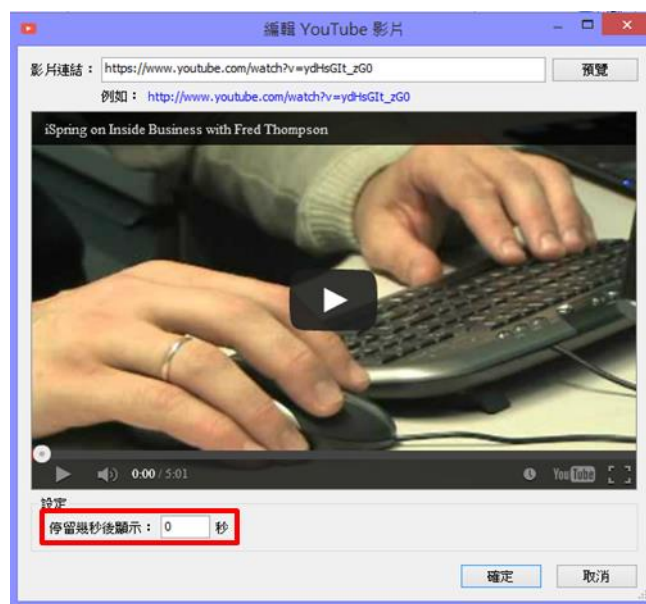 編輯 YouTube 影片
影片連結： https://www.youtube.com/watch?v=ydHsGIt_zG0 預覽
例如： http://www.youtube.com/watch?v=ydHsGIt_zG0
iSpring on Inside Business with Fred Thompson
0:00 / 5:01 YouTube
設定
停留幾秒後顯示： 0 秒
確定 取消